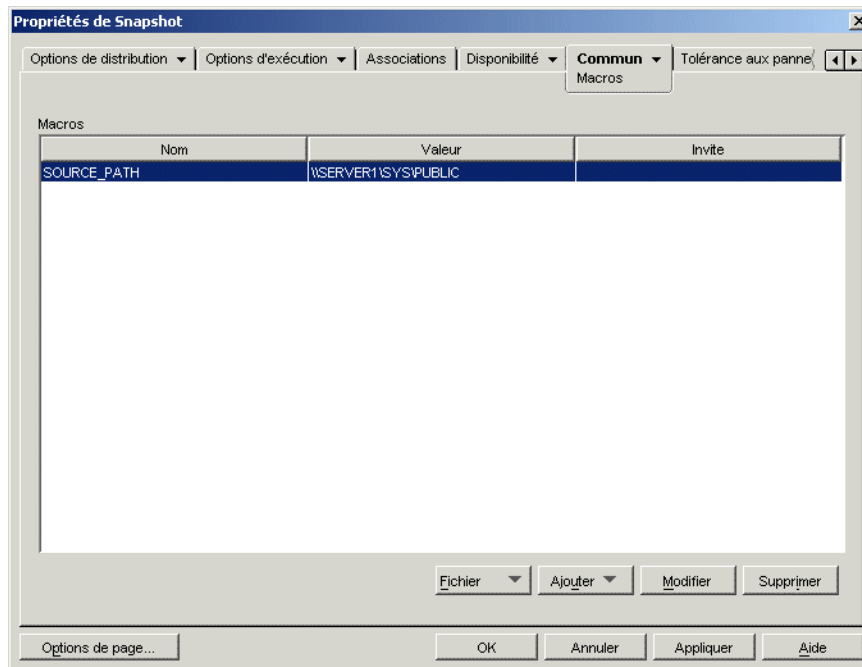 Propriétés de Snapshot
Options de distribution Options d'exécution Associations Disponibilité Commun Tolérance aux panne
Macros
Macros
Nom Valeur Invite
SOURCE_PATH \\SERVER1\SYS\PUBLIC
Fichier Ajouter Modifier Supprimer
Options de page... OK Annuler Appliquer Aide